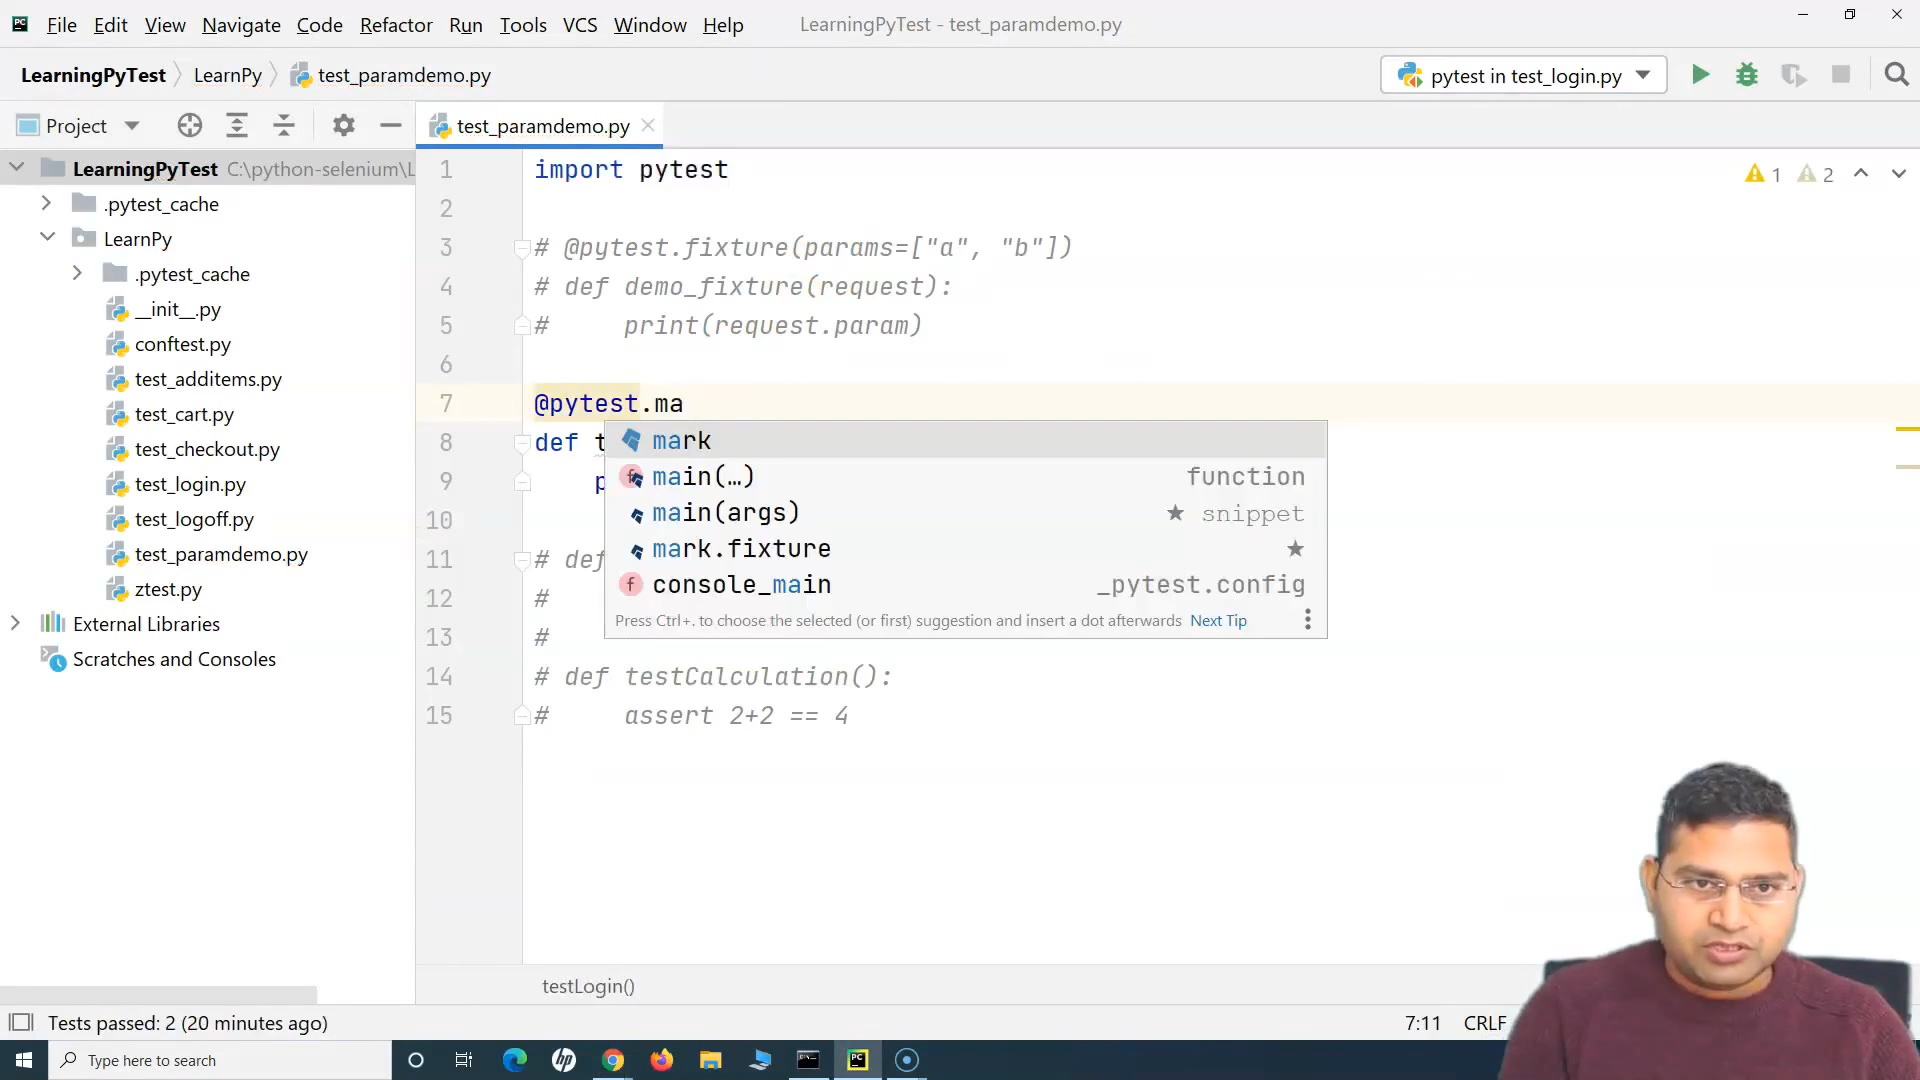 File Edit View Navigate Code Refactor Run Tools VCS Window Help LearningPyTest - test_paramdemo.py
LearningPyTest LearnPy test_paramdemo.py
pytest in test_login.py
Project
test_paramdemo.py
LearningPyTest C:\python-selenium\L
.pytest_cache
LearnPy
.pytest_cache
__init__.py
conftest.py
test_additems.py
test_cart.py
test_checkout.py
test_login.py
test_logoff.py
test_paramdemo.py
ztest.py
External Libraries
Scratches and Consoles
1 import pytest
1 2
2
3 # @pytest.fixture(params=["a", "b"])
4 # def demo_fixture(request):
5 #     print(request.param)
6
7 @pytest.ma
8 def t
9 p
10
11 # def
12 #
13 #
14 # def testCalculation():
15 #     assert 2+2 == 4
mark
main(…) function
main(args) snippet
mark.fixture
console_main _pytest.config
Press Ctrl+. to choose the selected (or first) suggestion and insert a dot afterwards Next Tip
testLogin()
Tests passed: 2 (20 minutes ago)
7:11 CRLF
Type here to search